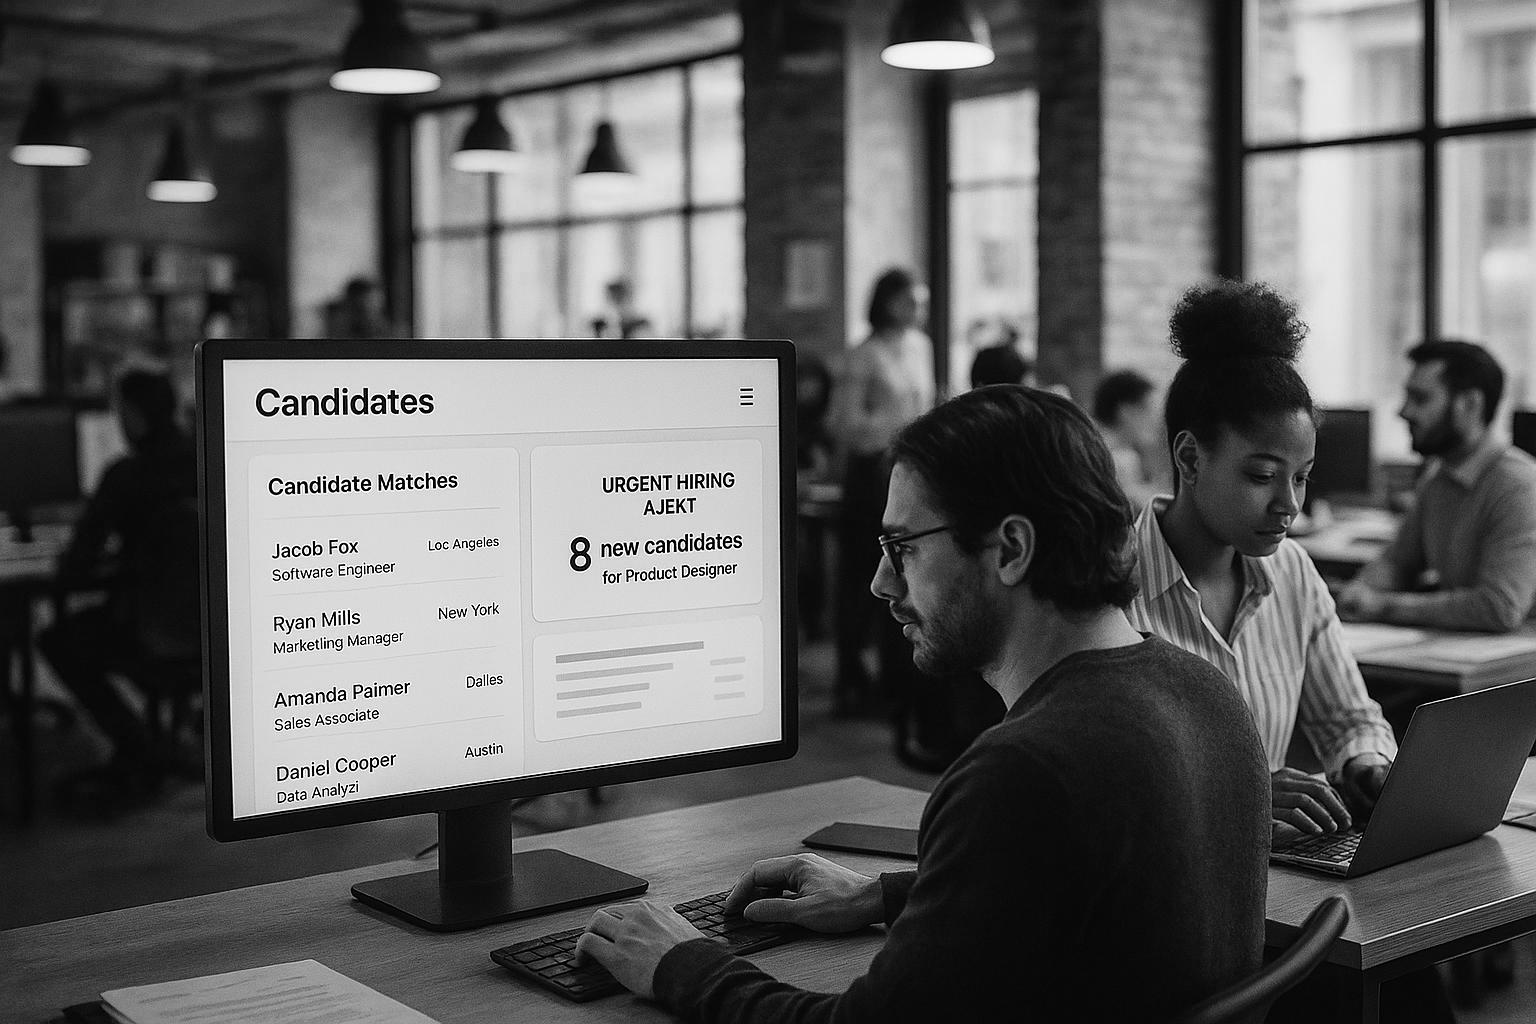 Candidates
Candidate Matches
Jacob Fox
Loc Angeles
Software Engineer
Ryan Mills
New York
Marketling Manager
Amanda Paimer
Dalles
Sales Associate
Daniel Cooper
Austin
Data Analyzi
URGENT HIRING
AJEKT
8 new candidates
for Product Designer